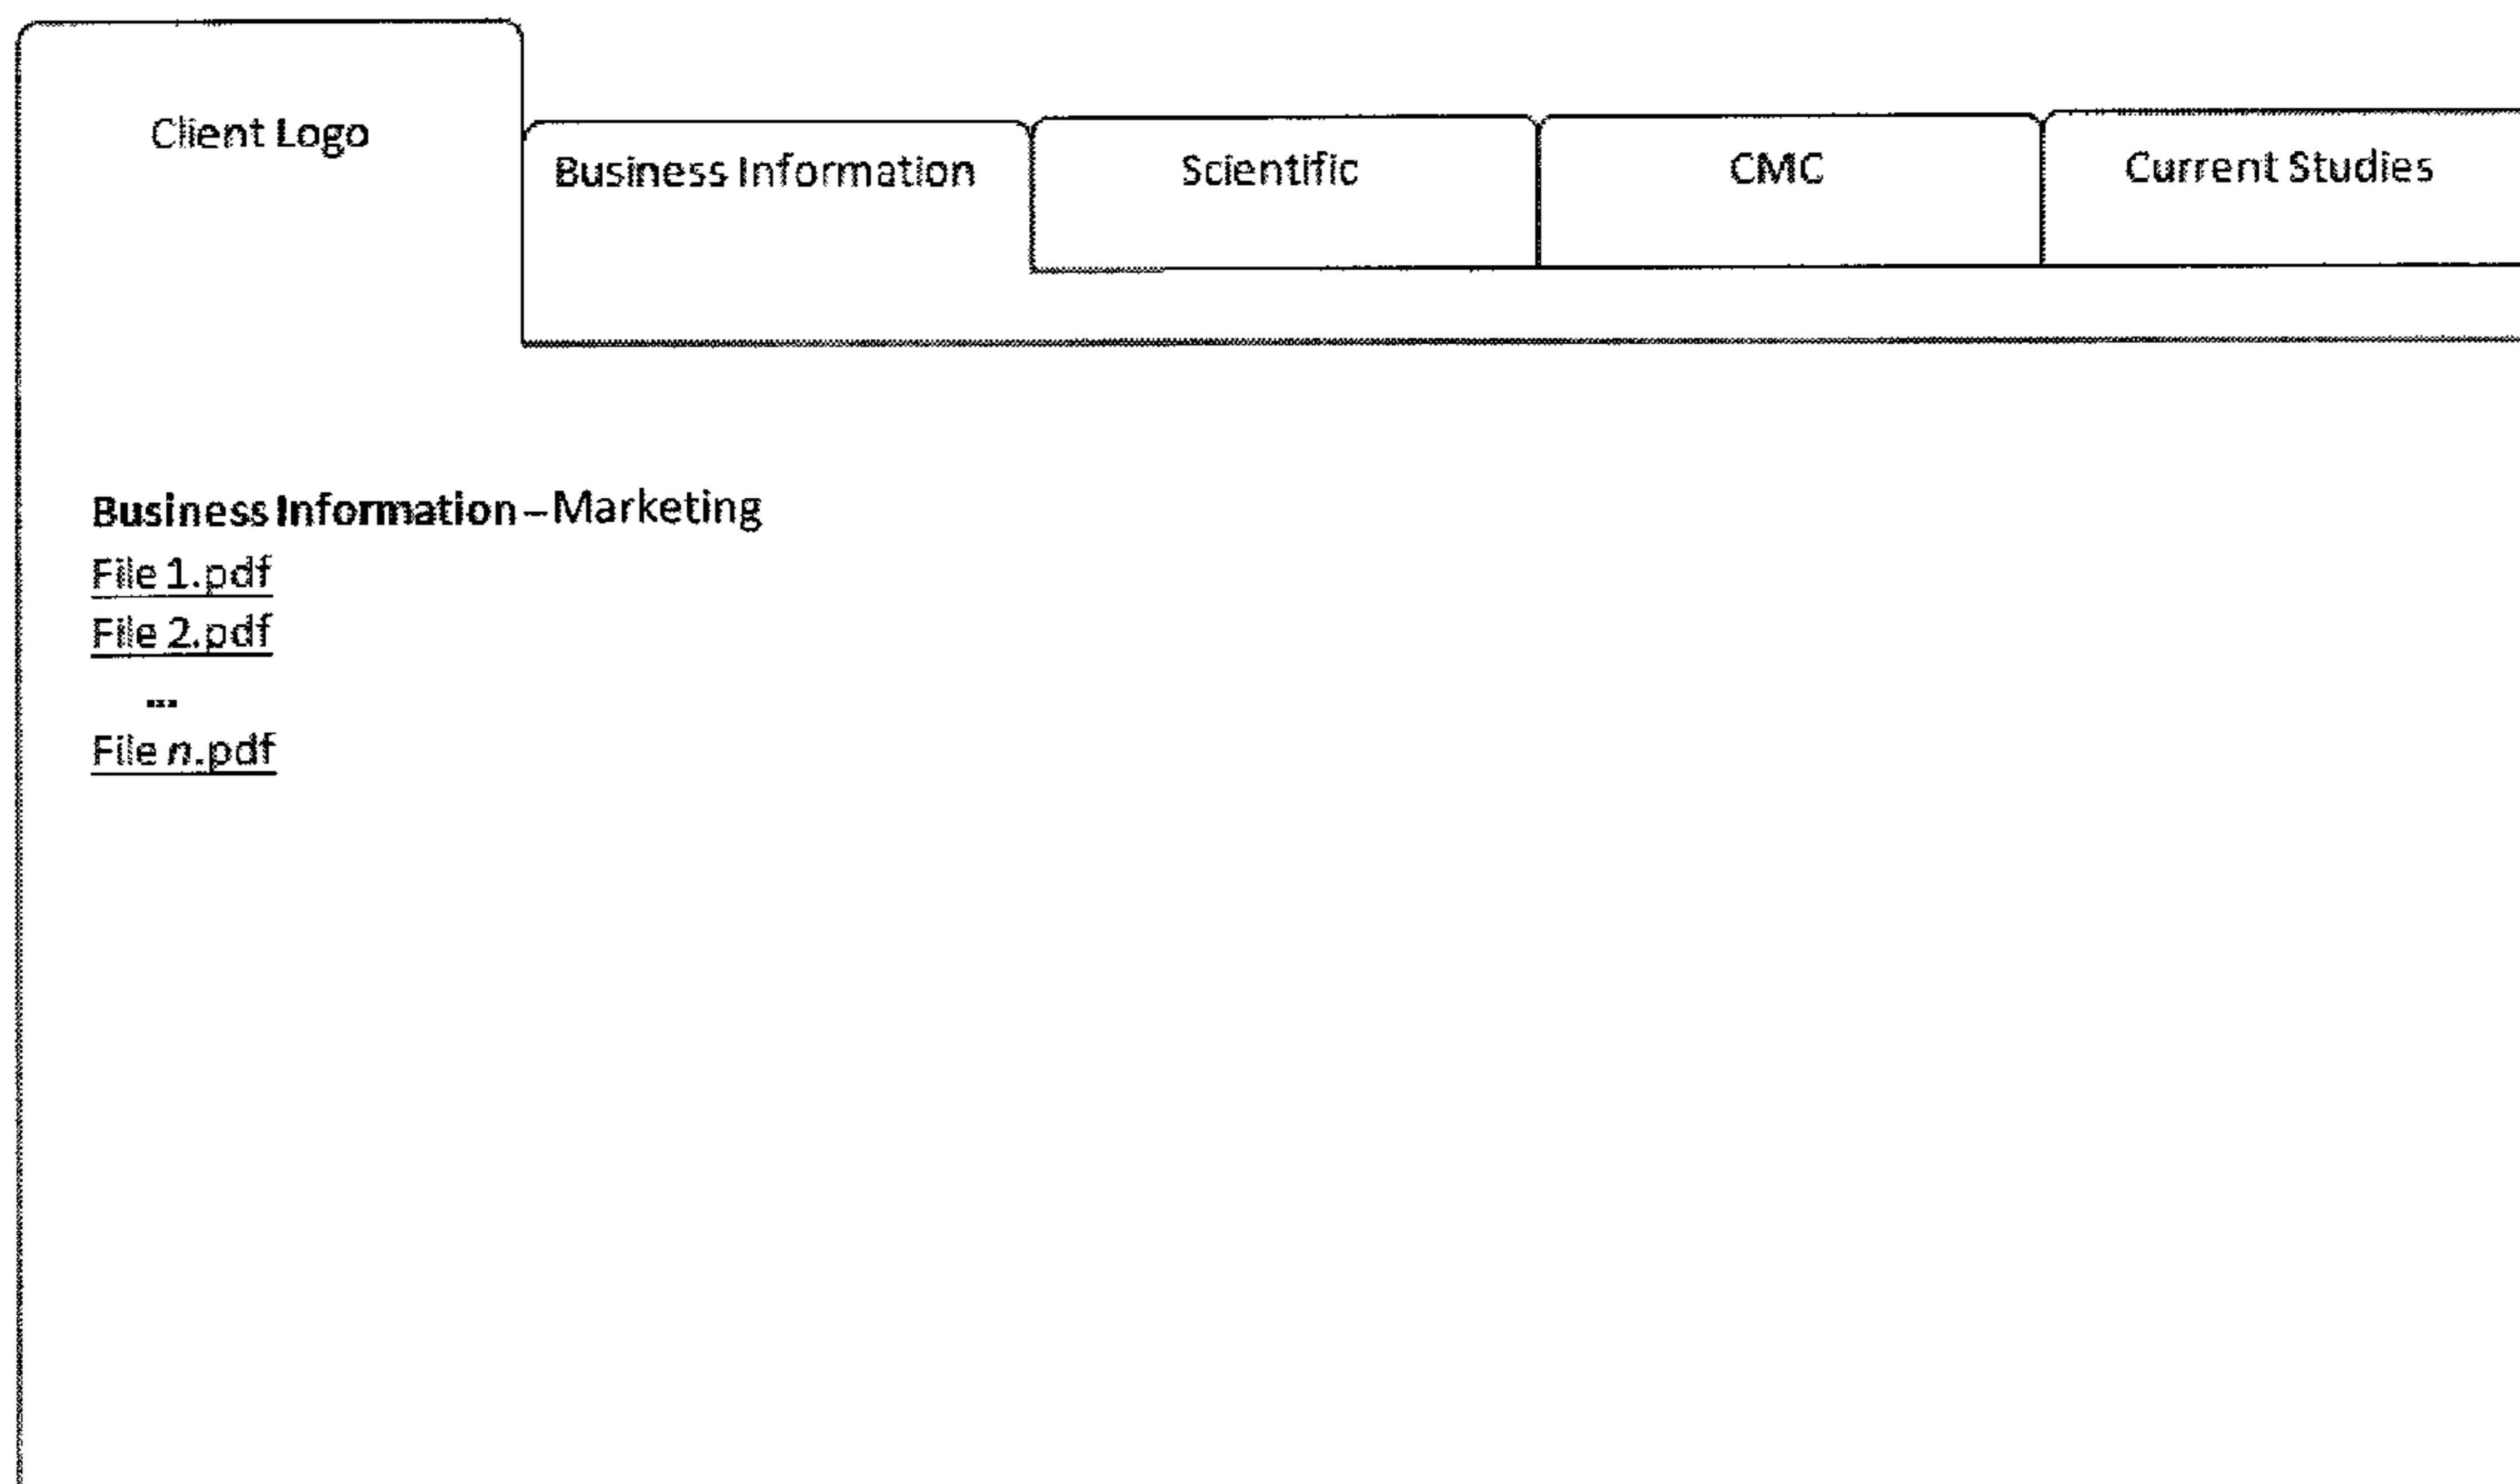 Client Logo
Business Information
Scientific
CMC
Current Studies
Business Information – Marketing
File 1.pdf
File 2.pdf
...
File n.pdf